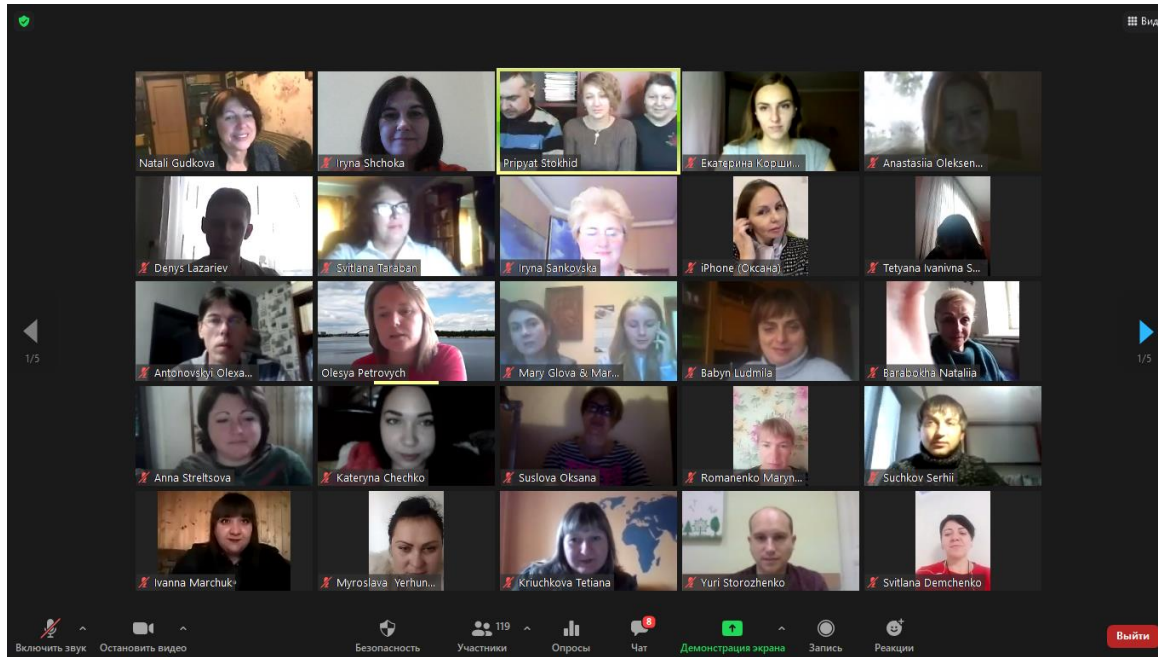 Вид
Natali Gudkova
Iryna Shchoka
Pripyat Stokhid
Екатерина Корши...
Anastasiia Oleksen...
Denys Lazariev
Svitlana Taraban
Iryna Sankovska
iPhone (Оксана)
Tetyana Ivanivna S...
1/5
1/5
Antonovskyi Olexa...
Olesya Petrovych
Mary Glova & Mar...
Babyn Ludmila
Barabokha Nataliia
Anna Streltsova
Kateryna Chechko
Suslova Oksana
Romanenko Maryn...
Suchkov Serhii
Ivanna Marchuk
Myroslava Yerhun...
Kriuchkova Tetiana
Yuri Storozhenko
Svitlana Demchenko
119
8
Включить звук
Остановить видео
Безопасность
Участники
Опросы
Чат
Демонстрация экрана
Запись
Реакции
Выйти